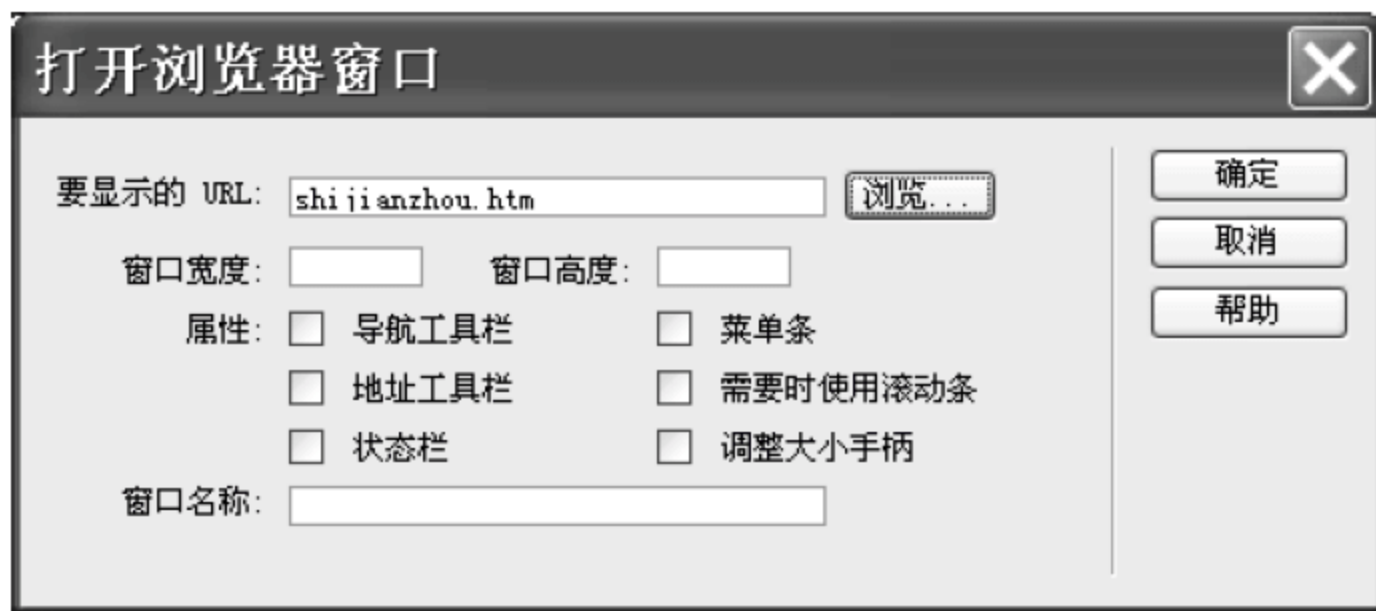 打开浏览器窗口
要显示的 URL: shijianzhou.htm 浏览... 确定
取消
窗口宽度: 窗口高度:
帮助
属性: 导航工具栏 菜单条
地址工具栏 需要时使用滚动条
状态栏 调整大小手柄
窗口名称: